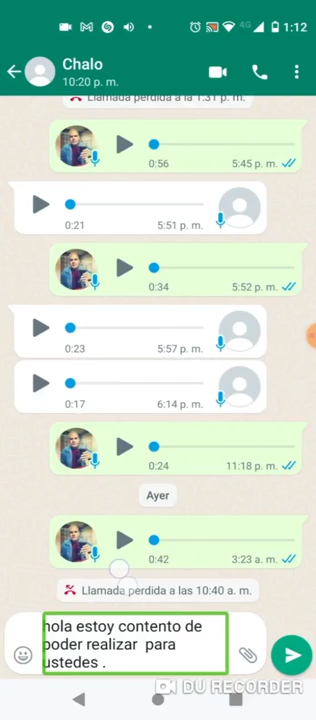 4G 1:12
Chalo
10:20 p. m.
Llamada perdida a la 1:31 p. m.
0:56 5:45 p. m.
0:21 5:51 p. m.
0:34 5:52 p. m.
0:23 5:57 p. m.
0:17 6:14 p. m.
0:24 11:18 p. m.
Ayer
0:42 3:23 a. m.
Llamada perdida a las 10:40 a. m.
hola estoy contento de
poder realizar para
ustedes .
DU RECORDER